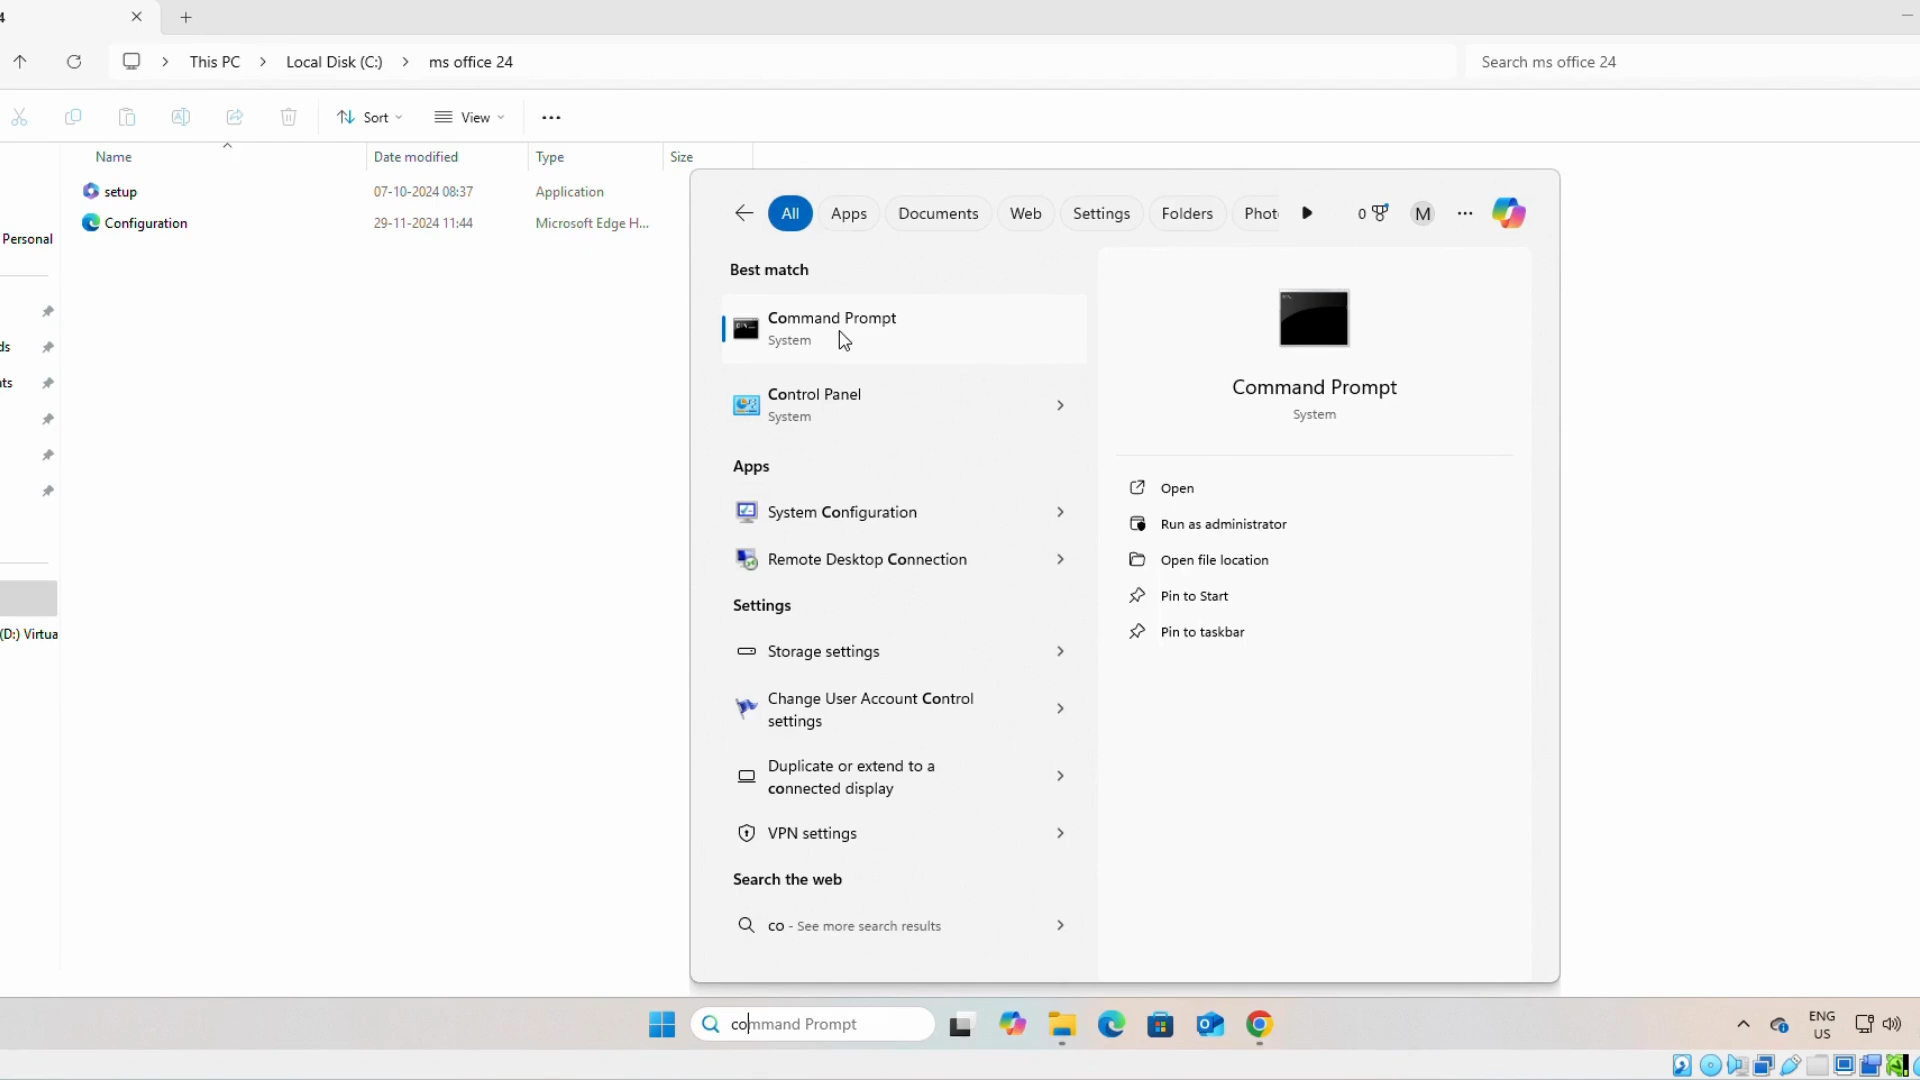 4
This PC > Local Disk (C:) > ms office 24
Search ms office 24
Sort
View
Name
Date modified
Type
Size
setup
07-10-2024 08:37
Application
Configuration
29-11-2024 11:44
Microsoft Edge H...
Personal
ds
nts
(D:) Virtua
All
Apps
Documents
Web
Settings
Folders
Phot
0
M
Best match
Command Prompt
System
Control Panel
System
Apps
System Configuration
Remote Desktop Connection
Settings
Storage settings
Change User Account Control
settings
Duplicate or extend to a
connected display
VPN settings
Search the web
co - See more search results
Command Prompt
System
Open
Run as administrator
Open file location
Pin to Start
Pin to taskbar
command Prompt
ENG
US